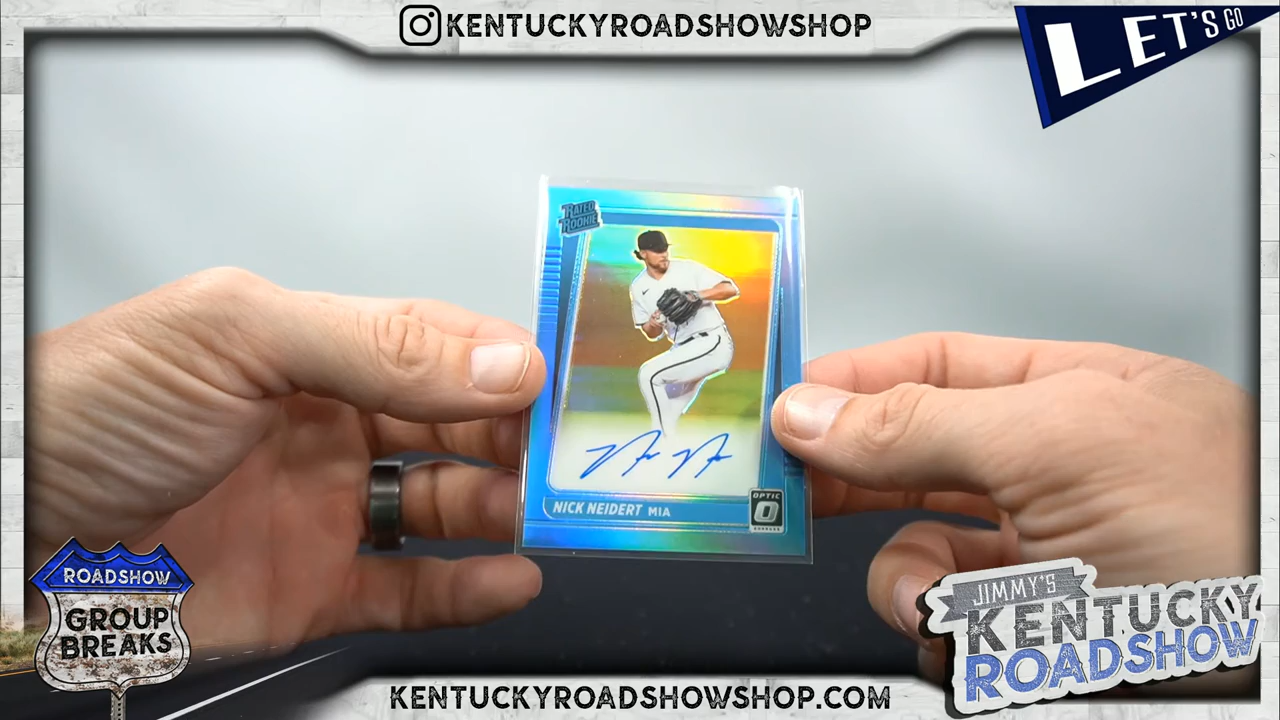 KENTUCKYROADSHOWSHOP
LET'S GO
RATED
ROOKIE
NICK NEIDERT MIA
OPTIC
ROADSHOW
GROUP
BREAKS
JIMMY'S
KENTUCKY
ROADSHOW
KENTUCKYROADSHOWSHOP.COM